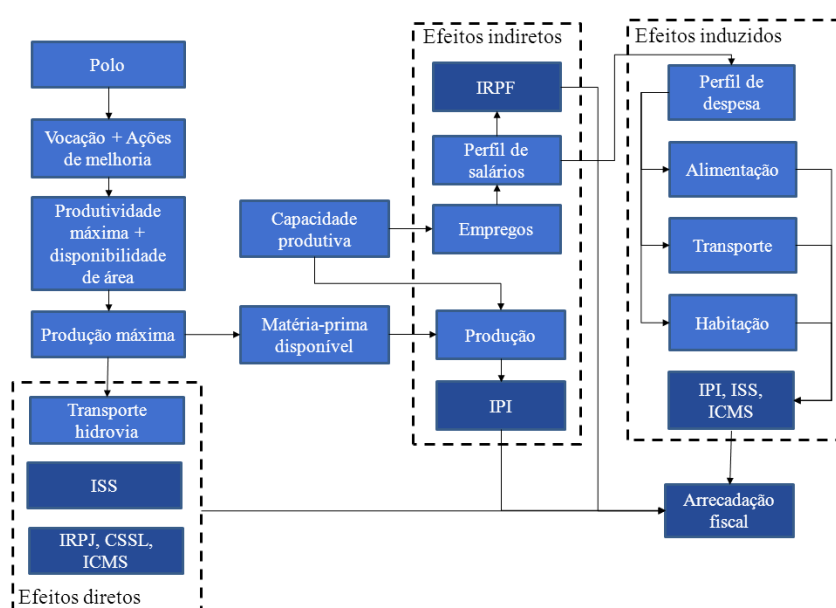 Polo
Vocação + Ações
de melhoria
Produtividade
máxima +
disponibilidade
de área
Produção máxima
Transporte
hidrovia
ISS
IRPJ, CSSL,
ICMS
Efeitos diretos
Capacidade
produtiva
Matéria-prima
disponível
Efeitos indiretos
IRPF
Perfil de
salários
Empregos
Produção
IPI
Efeitos induzidos
Perfil de
despesa
Alimentação
Transporte
Habitação
IPI, ISS,
ICMS
Arrecadação
fiscal